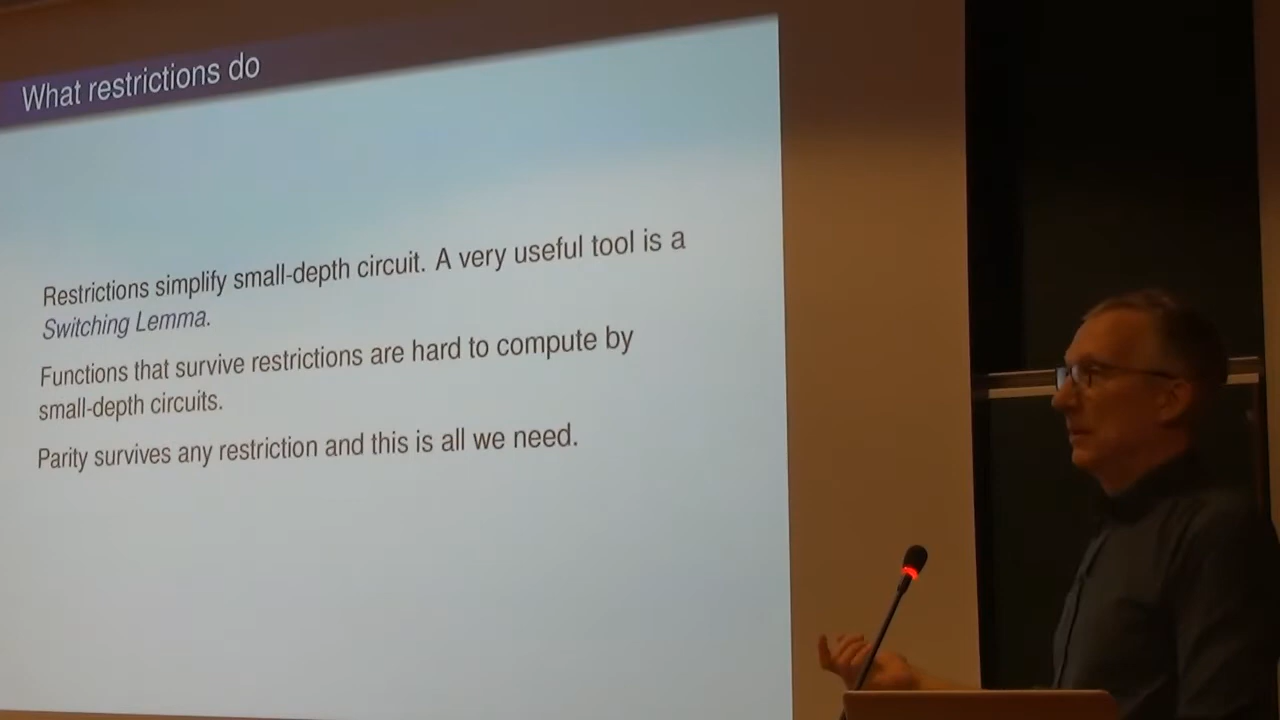 What restrictions do
Restrictions simplify small-depth circuit. A very useful tool is a
Switching Lemma.
Functions that survive restrictions are hard to compute by
small-depth circuits.
Parity survives any restriction and this is all we need.